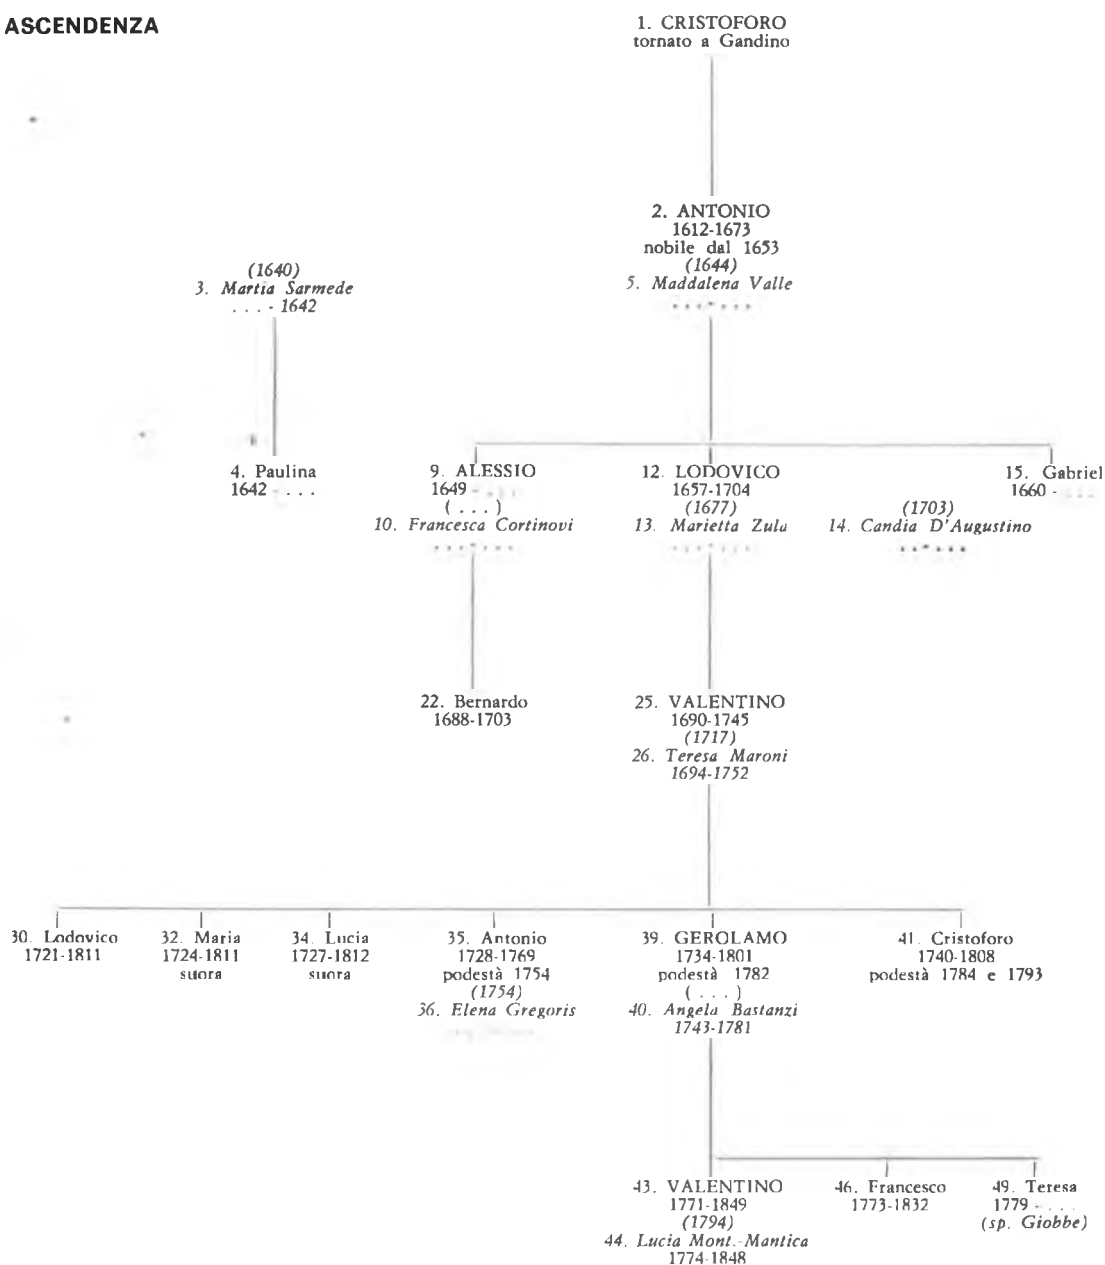 ASCENDENZA
1. CRISTOFORO
tornato a Gandino
2. ANTONIO
1612-1673
nobile dal 1653
(1644)
5. Maddalena Valle
. . . - . . .
(1640)
3. Martia Sarmede
. . . - 1642
4. Paulina
1642 - . . .
9. ALESSIO
1649 - . . .
( . . . )
10. Francesca Cortinovi
. . . - . . .
12. LODOVICO
1657-1704
(1677)
13. Marietta Zula
. . . - . . .
(1703)
14. Candia D'Augustino
. . . - . . .
15. Gabriel
1660 - . . .
22. Bernardo
1688-1703
25. VALENTINO
1690-1745
(1717)
26. Teresa Maroni
1694-1752
30. Lodovico
1721-1811
32. Maria
1724-1811
suora
34. Lucia
1727-1812
suora
35. Antonio
1728-1769
podestà 1754
(1754)
36. Elena Gregoris
39. GEROLAMO
1734-1801
podestà 1782
( . . . )
40. Angela Bastanzi
1743-1781
41. Cristoforo
1740-1808
podestà 1784 e 1793
43. VALENTINO
1771-1849
(1794)
44. Lucia Mont.-Mantica
1774-1848
46. Francesco
1773-1832
49. Teresa
1779 - . . .
(sp. Giobbe)